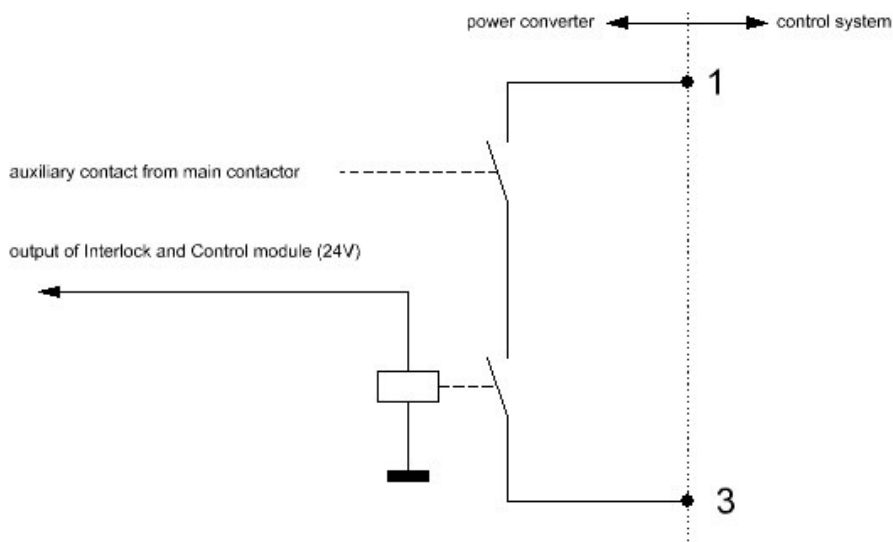 power converter
control system
1
auxiliary contact from main contactor
output of Interlock and Control module (24V)
3